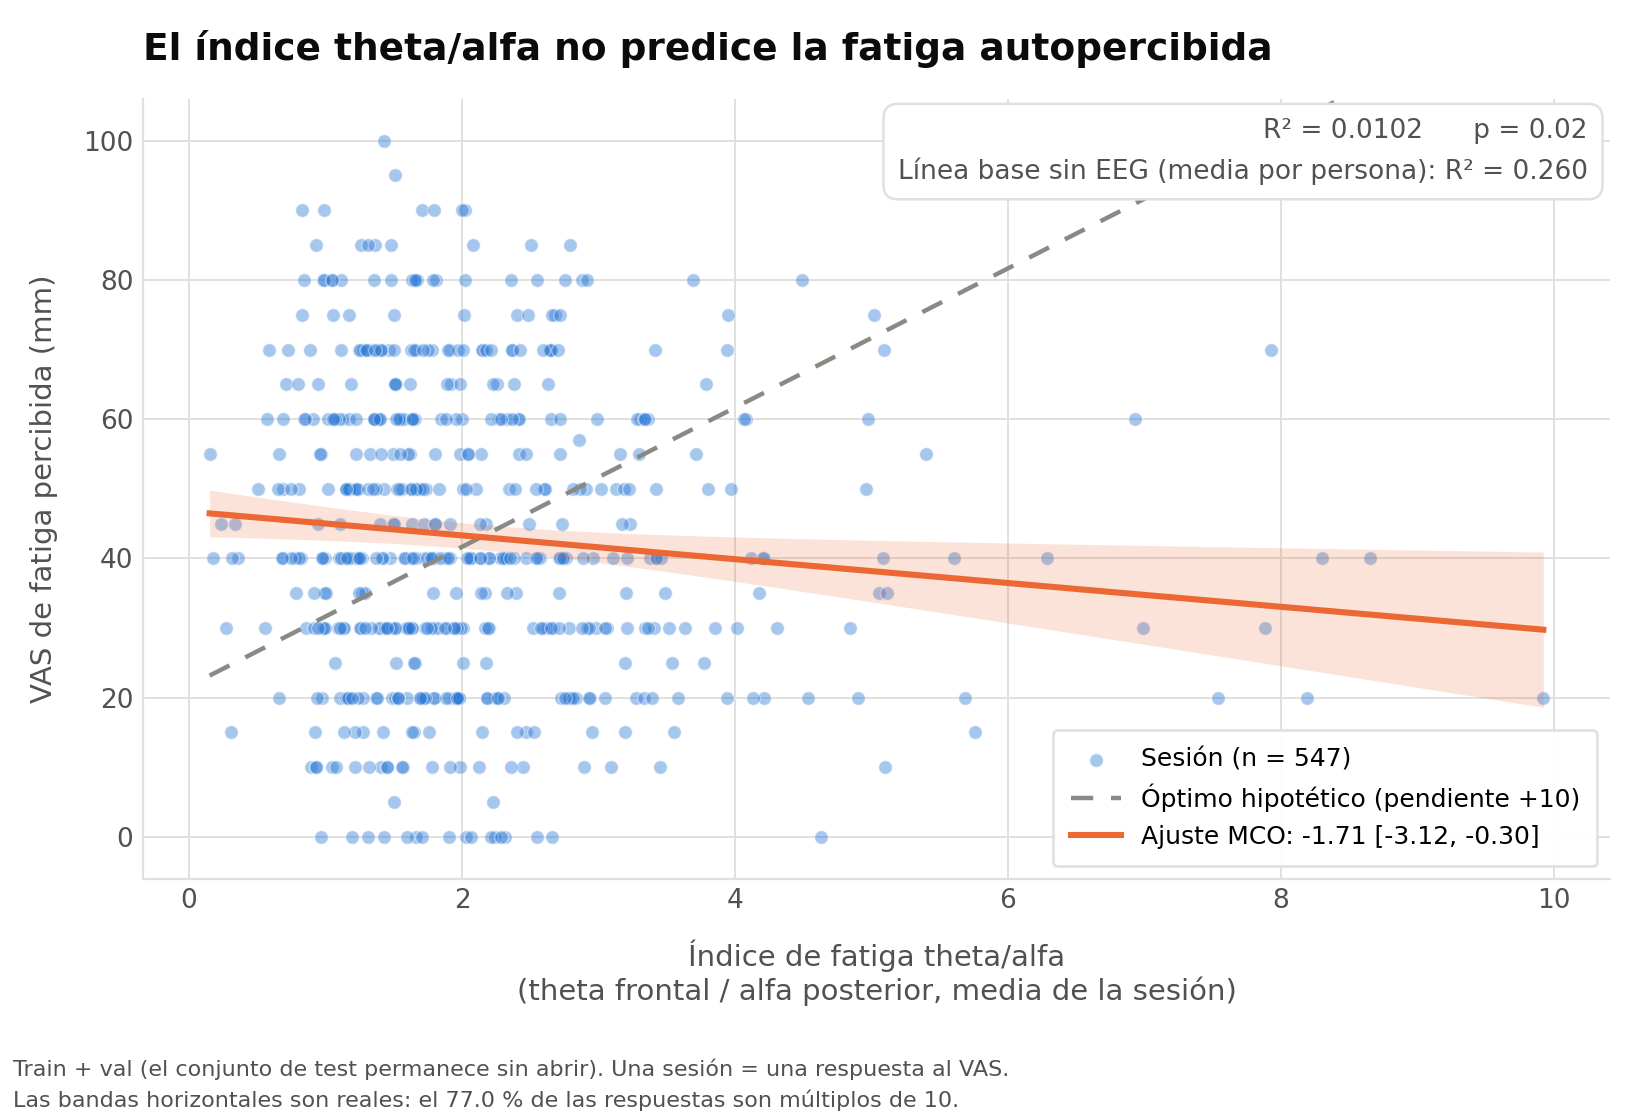 El índice theta/alfa no predice la fatiga autopercibida
R² = 0.0102 p = 0.02
Línea base sin EEG (media por persona): R² = 0.260
VAS de fatiga percibida (mm)
100
80
60
40
20
0
Sesión (n = 547)
Óptimo hipotético (pendiente +10)
Ajuste MCO: -1.71 [-3.12, -0.30]
0 2 4 6 8 10
Índice de fatiga theta/alfa
(theta frontal / alfa posterior, media de la sesión)
Train + val (el conjunto de test permanece sin abrir). Una sesión = una respuesta al VAS.
Las bandas horizontales son reales: el 77.0 % de las respuestas son múltiplos de 10.